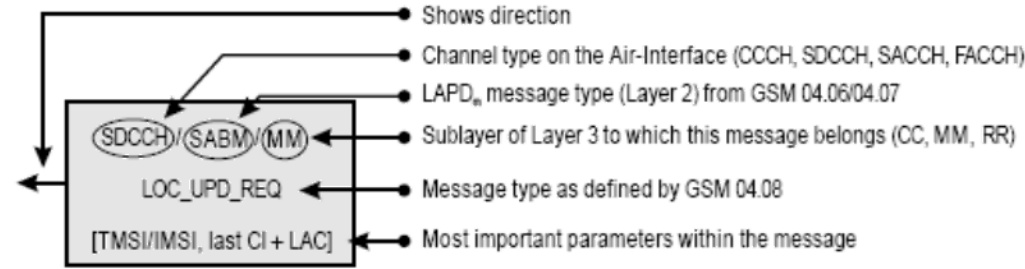 Shows direction
Channel type on the Air-Interface (CCCH, SDCCH, SACCH, FACCH)
LAPDm message type (Layer 2) from GSM 04.06/04.07
SDCCH/SABM/MM
Sublayer of Layer 3 to which this message belongs (CC, MM, RR)
LOC_UPD_REQ
Message type as defined by GSM 04.08
[TMSI/IMSI, last CI + LAC]
Most important parameters within the message